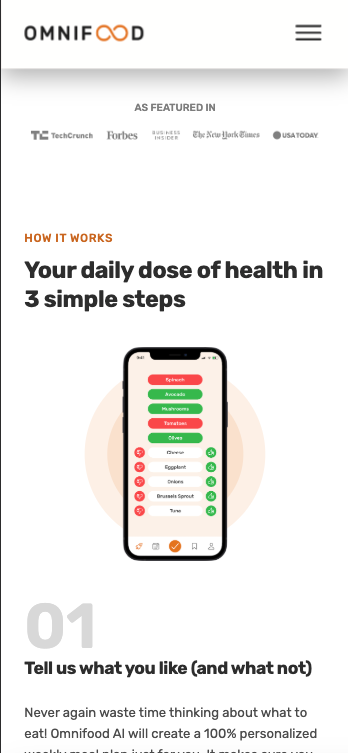 OMNIFOOD
AS FEATURED IN
TechCrunch Forbes BUSINESS INSIDER The New York Times USA TODAY
HOW IT WORKS
Your daily dose of health in
3 simple steps
Spinach
Avocado
Mushrooms
Tomatoes
Olives
Cheese
Eggplant
Onions
Brussels Sprout
Tuna
01
Tell us what you like (and what not)
Never again waste time thinking about what to
eat! Omnifood AI will create a 100% personalized
weekly meal plan just for you. It makes sure you